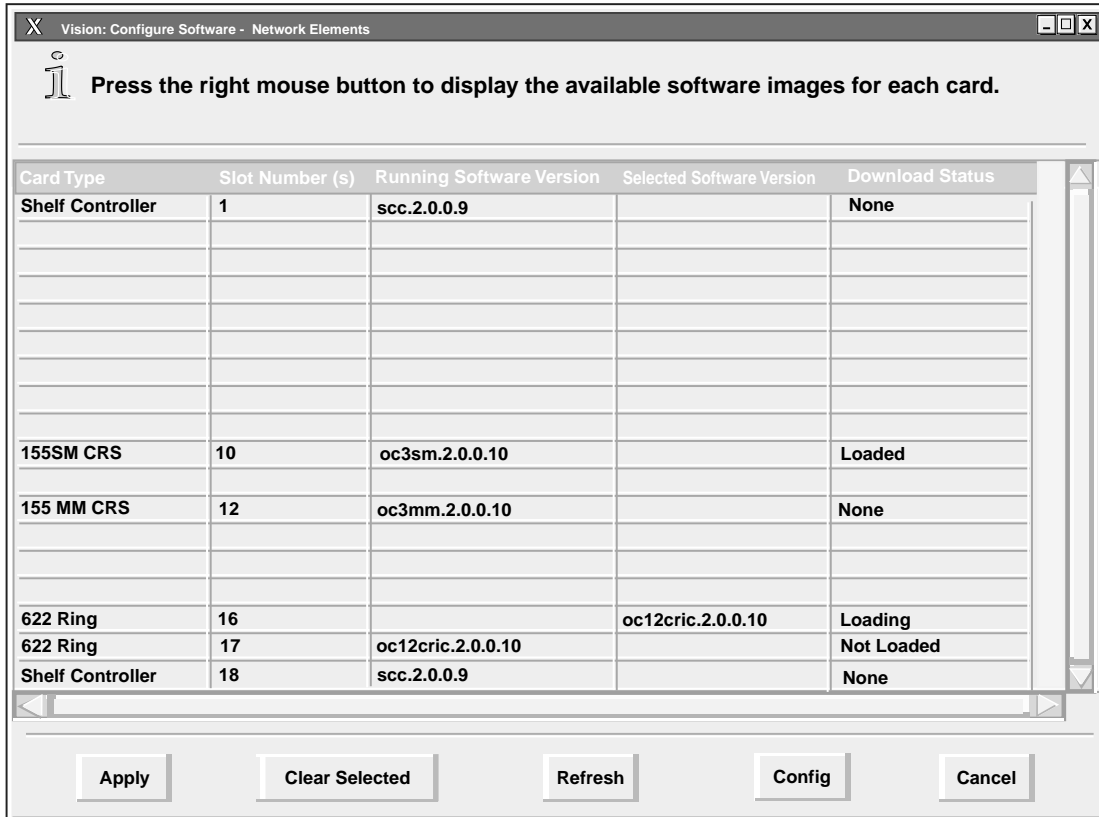 X Vision: Configure Software - Network Elements X
Press the right mouse button to display the available software images for each card.
Card Type Slot Number (s) Running Software Version Selected Software Version Download Status
Shelf Controller 1 scc.2.0.0.9 None
155SM CRS 10 oc3sm.2.0.0.10 Loaded
155 MM CRS 12 oc3mm.2.0.0.10 None
622 Ring 16 oc12cric.2.0.0.10 Loading
622 Ring 17 oc12cric.2.0.0.10 Not Loaded
Shelf Controller 18 scc.2.0.0.9 None
Apply Clear Selected Refresh Config Cancel